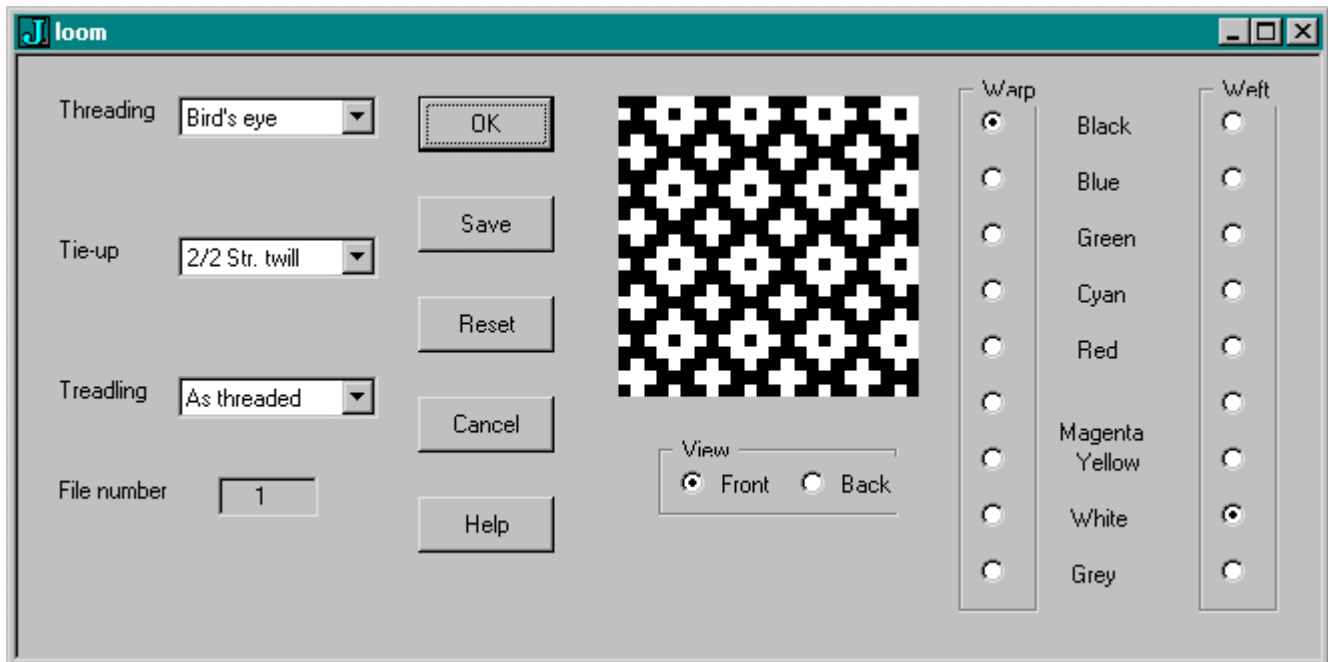 J loom
Threading Bird's eye
Tie-up 2/2 Str. twill
Treadling As threaded
File number 1
OK
Save
Reset
Cancel
Help
View
Front Back
Warp Weft
Black
Blue
Green
Cyan
Red
Magenta
Yellow
White
Grey